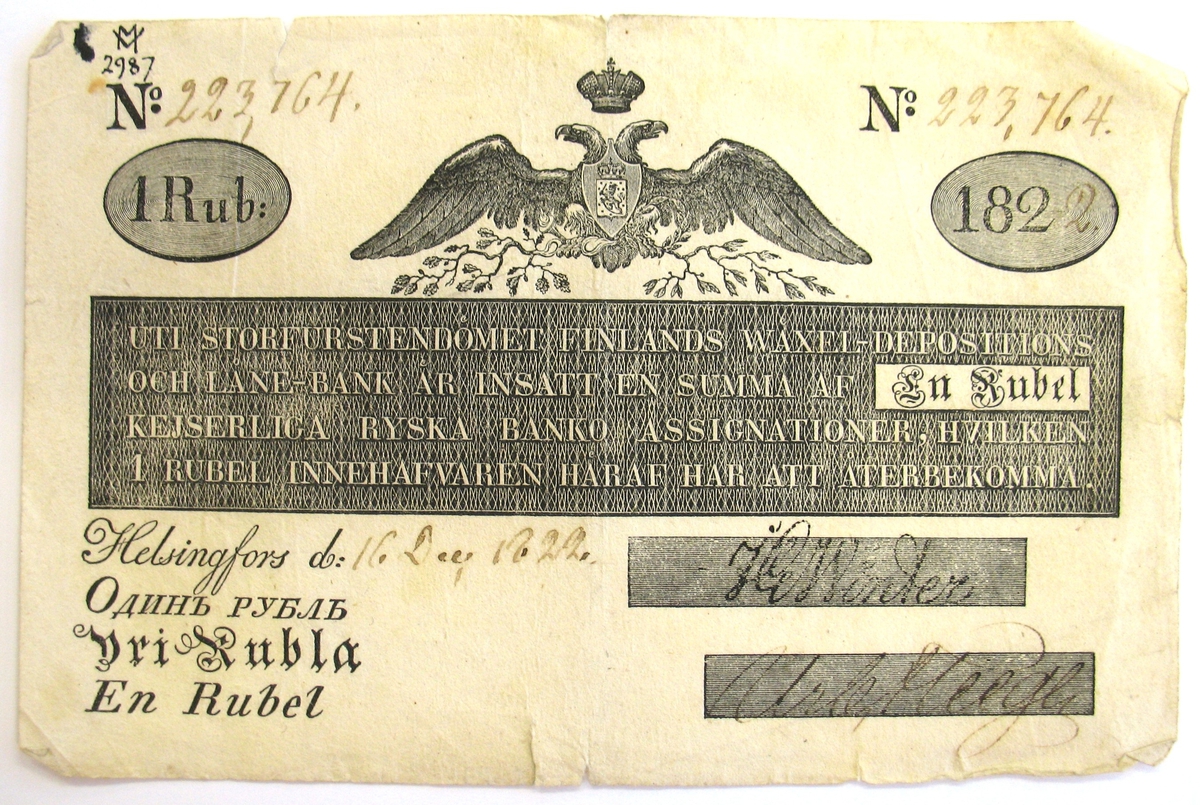 2987
Nº 223,764.
Nº 223,764.
1 Rub:
1822.
UTI STORFURSTENDÖMET FINLANDS WÄXEL-DEPOSITIONS
OCH LÅNE-BANK ÄR INSATT EN SUMMA AF En Rubel
KEJSERLIGA RYSKA BANKO ASSIGNATIONER, HVILKEN
1 RUBEL INNEHAFVAREN HÄRAF HAR ATT ÅTERBEKOMMA.
Helsingfors d: 16 Dec, 1822.
Одинъ рубль
Yri Rubla
En Rubel
Winter